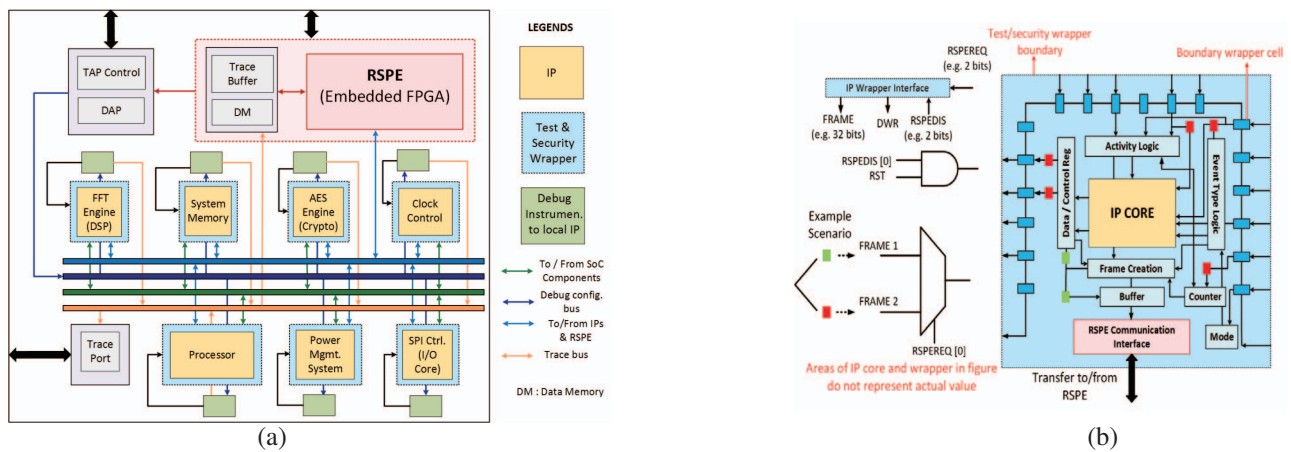 TAP Control
DAP
Trace
Buffer
DM
RSPE
(Embedded FPGA)
FFT
Engine
(DSP)
System
Memory
AES
Engine
(Crypto)
Clock
Control
Trace
Port
Processor
Power
Mgmt.
System
SPI Ctrl.
(I/O
Core)
LEGENDS
IP
Test &
Security
Wrapper
Debug
Instrumen.
to local IP
To / From SoC
Components
Debug config.
bus
To/From IPs
& RSPE
Trace bus
DM : Data Memory
(a)
Test/security wrapper
boundary
RSPEREQ
(e.g. 2 bits)
Boundary wrapper cell
IP Wrapper Interface
FRAME
(e.g. 32 bits)
DWR
RSPEDIS
(e.g. 2 bits)
RSPEDIS [0]
RST
Example
Scenario
FRAME 1
FRAME 2
RSPEREQ [0]
Areas of IP core and wrapper in figure
do not represent actual value
Activity Logic
Data / Control Reg
IP CORE
Event Type Logic
Frame Creation
Buffer
Counter
RSPE Communication
Interface
Mode
Transfer to/from
RSPE
(b)